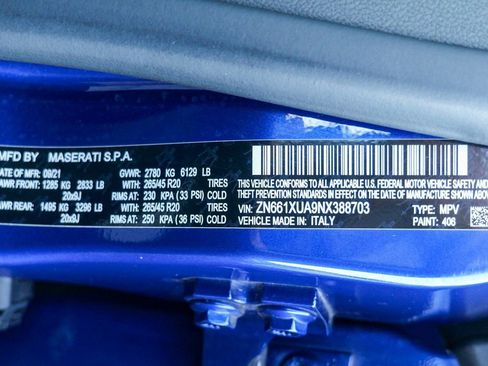 MFD BY MASERATI S.P.A.
DATE OF MFR: 09/21 GVWR: 2780 KG 6129 LB
GAWR FRONT: 1285 KG 2833 LB WITH: 265/45 R20 TIRES
20x9J RIMS AT: 230 KPA (33 PSI) COLD
GAWR REAR: 1495 KG 3296 LB WITH: 265/45 R20 TIRES
20x9J RIMS AT: 250 KPA (36 PSI) COLD
THIS VEHICLE CONFORMS TO ALL APPLICABLE U.S. FEDERAL MOTOR VEHICLE SAFETY AND
THEFT PREVENTION STANDARDS IN EFFECT ON THE DATE OF MANUFACTURE SHOWN ABOVE
VIN: ZN661XUA9NX388703 TYPE: MPV
VEHICLE MADE IN: ITALY PAINT: 406